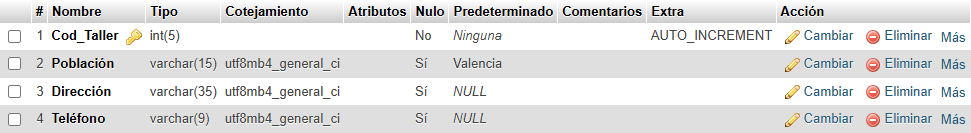 # Nombre Tipo Cotejamiento Atributos Nulo Predeterminado Comentarios Extra Acción
1 Cod_Taller int(5) No Ninguna AUTO_INCREMENT Cambiar Eliminar Más
2 Población varchar(15) utf8mb4_general_ci Sí Valencia Cambiar Eliminar Más
3 Dirección varchar(35) utf8mb4_general_ci Sí NULL Cambiar Eliminar Más
4 Teléfono varchar(9) utf8mb4_general_ci Sí NULL Cambiar Eliminar Más